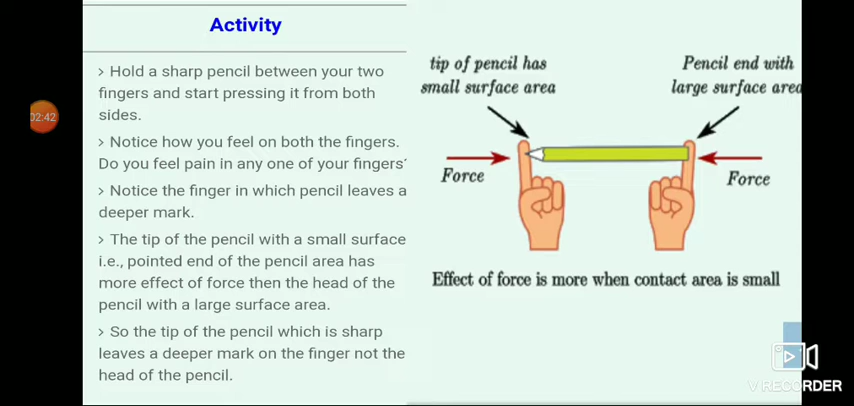 Activity
> Hold a sharp pencil between your two
fingers and start pressing it from both
sides.
> Notice how you feel on both the fingers.
Do you feel pain in any one of your fingers?
> Notice the finger in which pencil leaves a
deeper mark.
> The tip of the pencil with a small surface
i.e., pointed end of the pencil area has
more effect of force then the head of the
pencil with a large surface area.
> So the tip of the pencil which is sharp
leaves a deeper mark on the finger not the
head of the pencil.
tip of pencil has
small surface area
Pencil end with
large surface area
Force
Force
Effect of force is more when contact area is small
02:42
V RECORDER